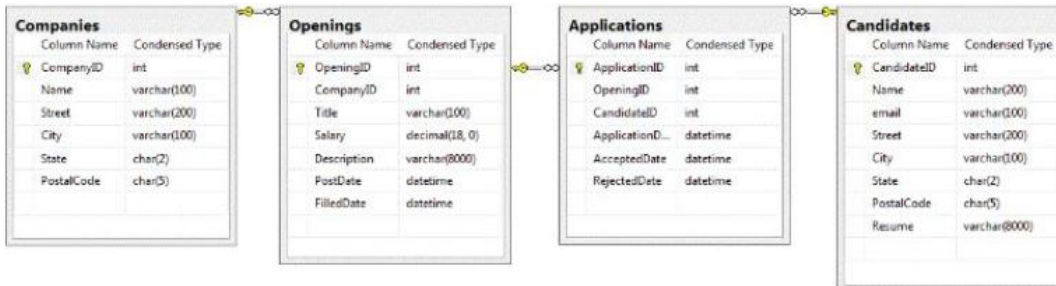 Companies
Column Name Condensed Type
CompanyID int
Name varchar(100)
Street varchar(200)
City varchar(100)
State char(2)
PostalCode char(5)
Openings
Column Name Condensed Type
OpeningID int
CompanyID int
Title varchar(100)
Salary decimal(18, 0)
Description varchar(8000)
PostDate datetime
FilledDate datetime
Applications
Column Name Condensed Type
ApplicationID int
OpeningID int
CandidateID int
ApplicationD... datetime
AcceptedDate datetime
RejectedDate datetime
Candidates
Column Name Condensed Type
CandidateID int
Name varchar(200)
email varchar(100)
Street varchar(200)
City varchar(100)
State char(2)
PostalCode char(5)
Resume varchar(8000)